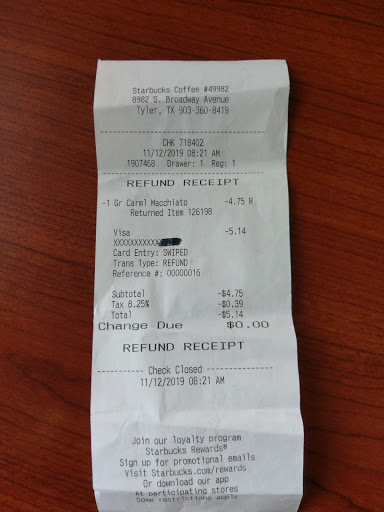 Starbucks Coffee #49982
8982 S. Broadway Avenue
Tyler, TX 903-360-8419
CHK 718402
11/12/2019 08:21 AM
1907458 Drawer: 1 Reg: 1
REFUND RECEIPT
-1 Gr Carml Macchiato -4.75 R
Returned Item 126198
Visa -5.14
XXXXXXXXXXXX
Card Entry: SWIPED
Trans Type: REFUND
Reference #: 00000016
Subtotal -$4.75
Tax 8.25% -$0.39
Total -$5.14
Change Due $0.00
REFUND RECEIPT
---------- Check Closed ----------
11/12/2019 08:21 AM
Join our loyalty program
Starbucks Rewards®
Sign up for promotional emails
Visit Starbucks.com/rewards
Or download our app
At participating stores
Some restrictions apply